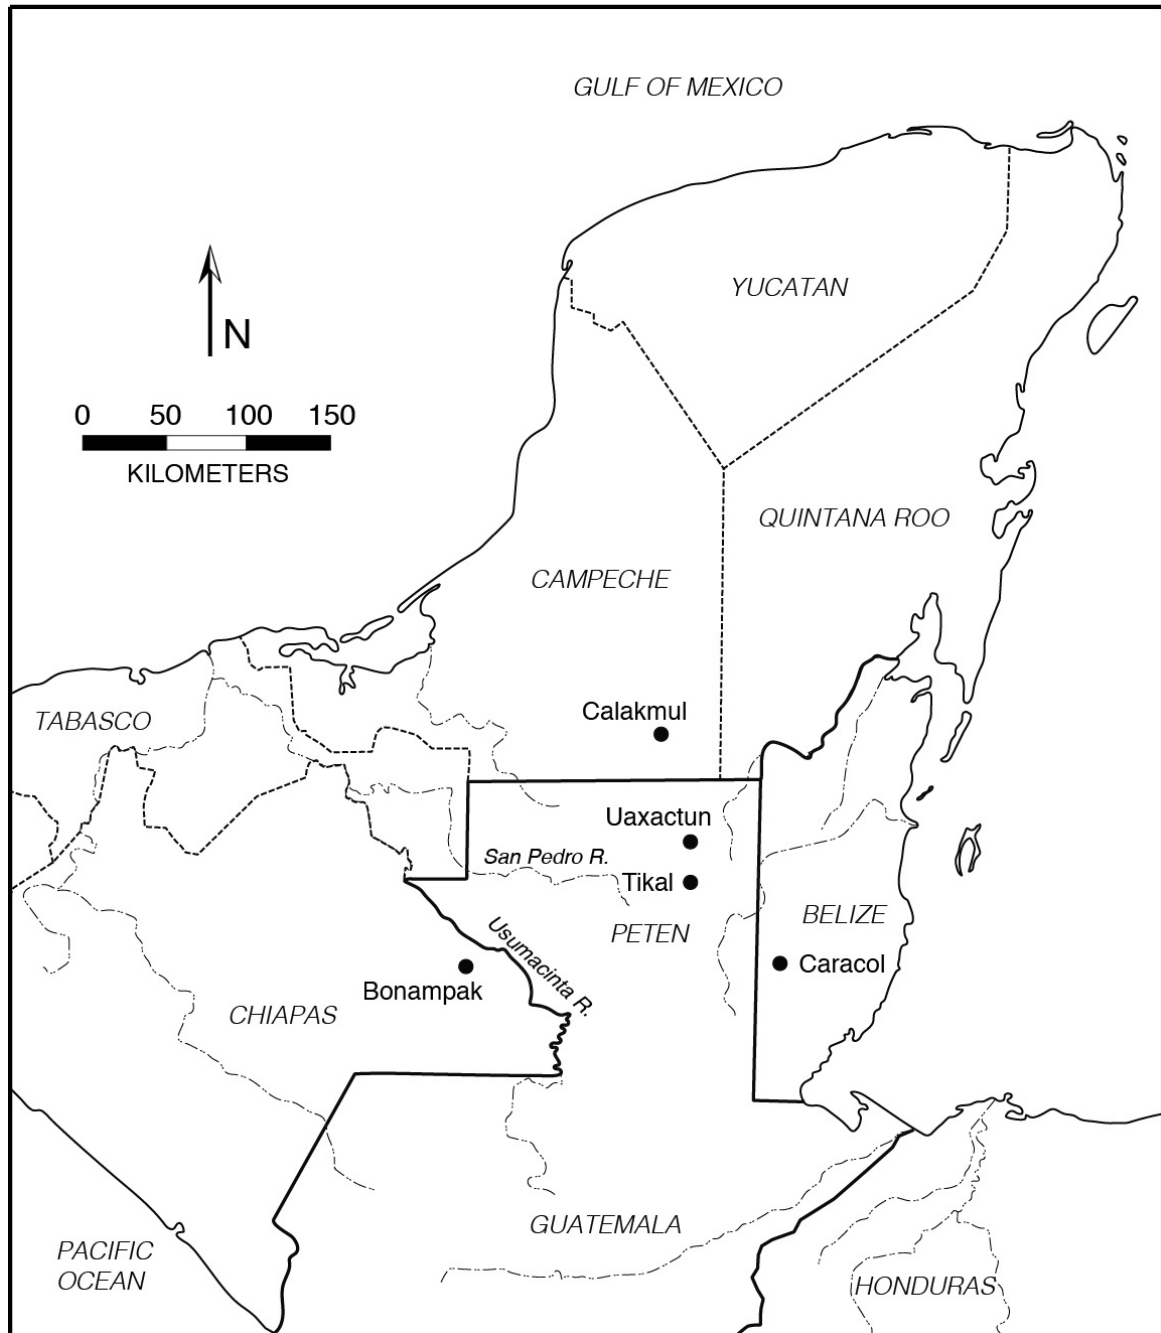 GULF OF MEXICO
YUCATAN
N
0 50 100 150
KILOMETERS
QUINTANA ROO
CAMPECHE
Calakmul
TABASCO
Uaxactun
San Pedro R.
Tikal
BELIZE
PETEN
Usumacinta R.
Caracol
Bonampak
CHIAPAS
GUATEMALA
PACIFIC
OCEAN
HONDURAS